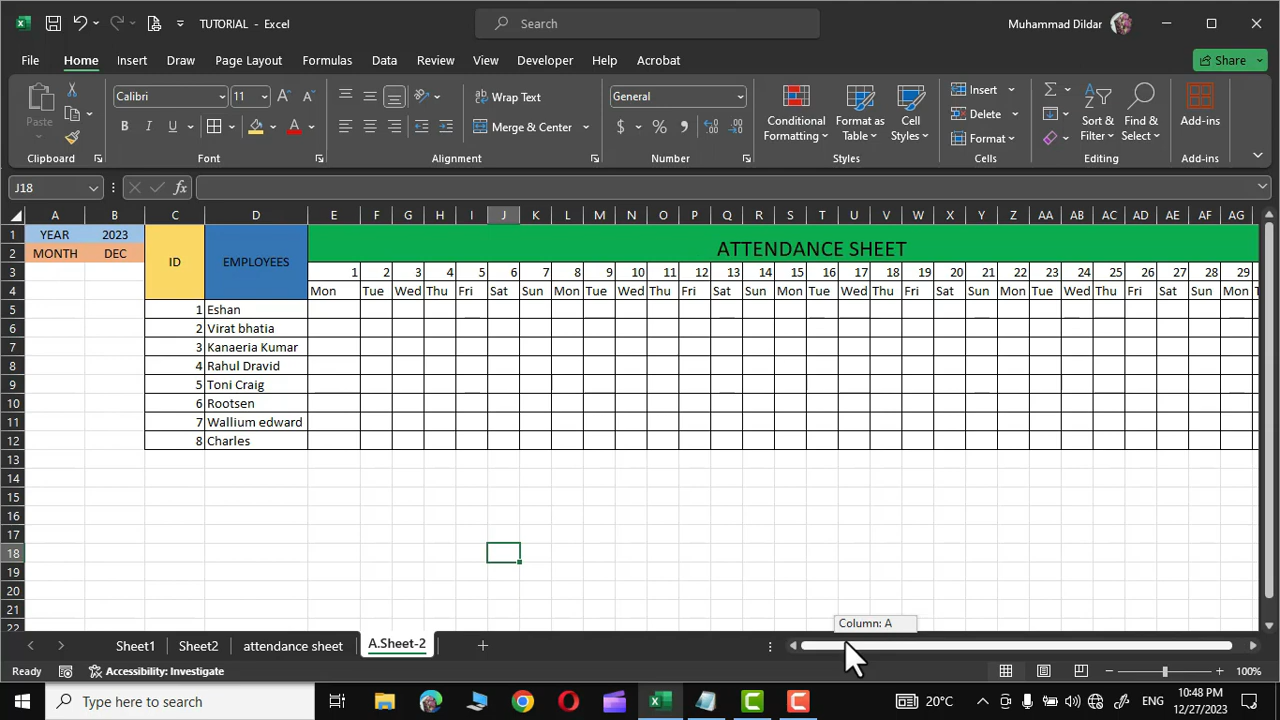 TUTORIAL - Excel
Search
Muhammad Dildar
File Home Insert Draw Page Layout Formulas Data Review View Developer Help Acrobat
Share
Paste
Clipboard
Calibri 11
B I U
Font
Wrap Text
Merge & Center
Alignment
General
$ %
Number
Conditional Formatting
Format as Table
Cell Styles
Styles
Insert
Delete
Format
Cells
Sort & Filter
Find & Select
Editing
Add-ins
Add-ins
J18
fx
A B C D E F G H I J K L M N O P Q R S T U V W X Y Z AA AB AC AD AE AF AG
1 YEAR 2023 ID EMPLOYEES ATTENDANCE SHEET
2 MONTH DEC
3 1 2 3 4 5 6 7 8 9 10 11 12 13 14 15 16 17 18 19 20 21 22 23 24 25 26 27 28 29
4 Mon Tue Wed Thu Fri Sat Sun Mon Tue Wed Thu Fri Sat Sun Mon Tue Wed Thu Fri Sat Sun Mon Tue Wed Thu Fri Sat Sun Mon
5 1 Eshan
6 2 Virat bhatia
7 3 Kanaeria Kumar
8 4 Rahul Dravid
9 5 Toni Craig
10 6 Rootsen
11 7 Wallium edward
12 8 Charles
13
14
15
16
17
18
19
20
21
22
Column: A
Sheet1 Sheet2 attendance sheet A.Sheet-2
Ready Accessibility: Investigate
100%
Type here to search
20°C
ENG
10:48 PM
12/27/2023